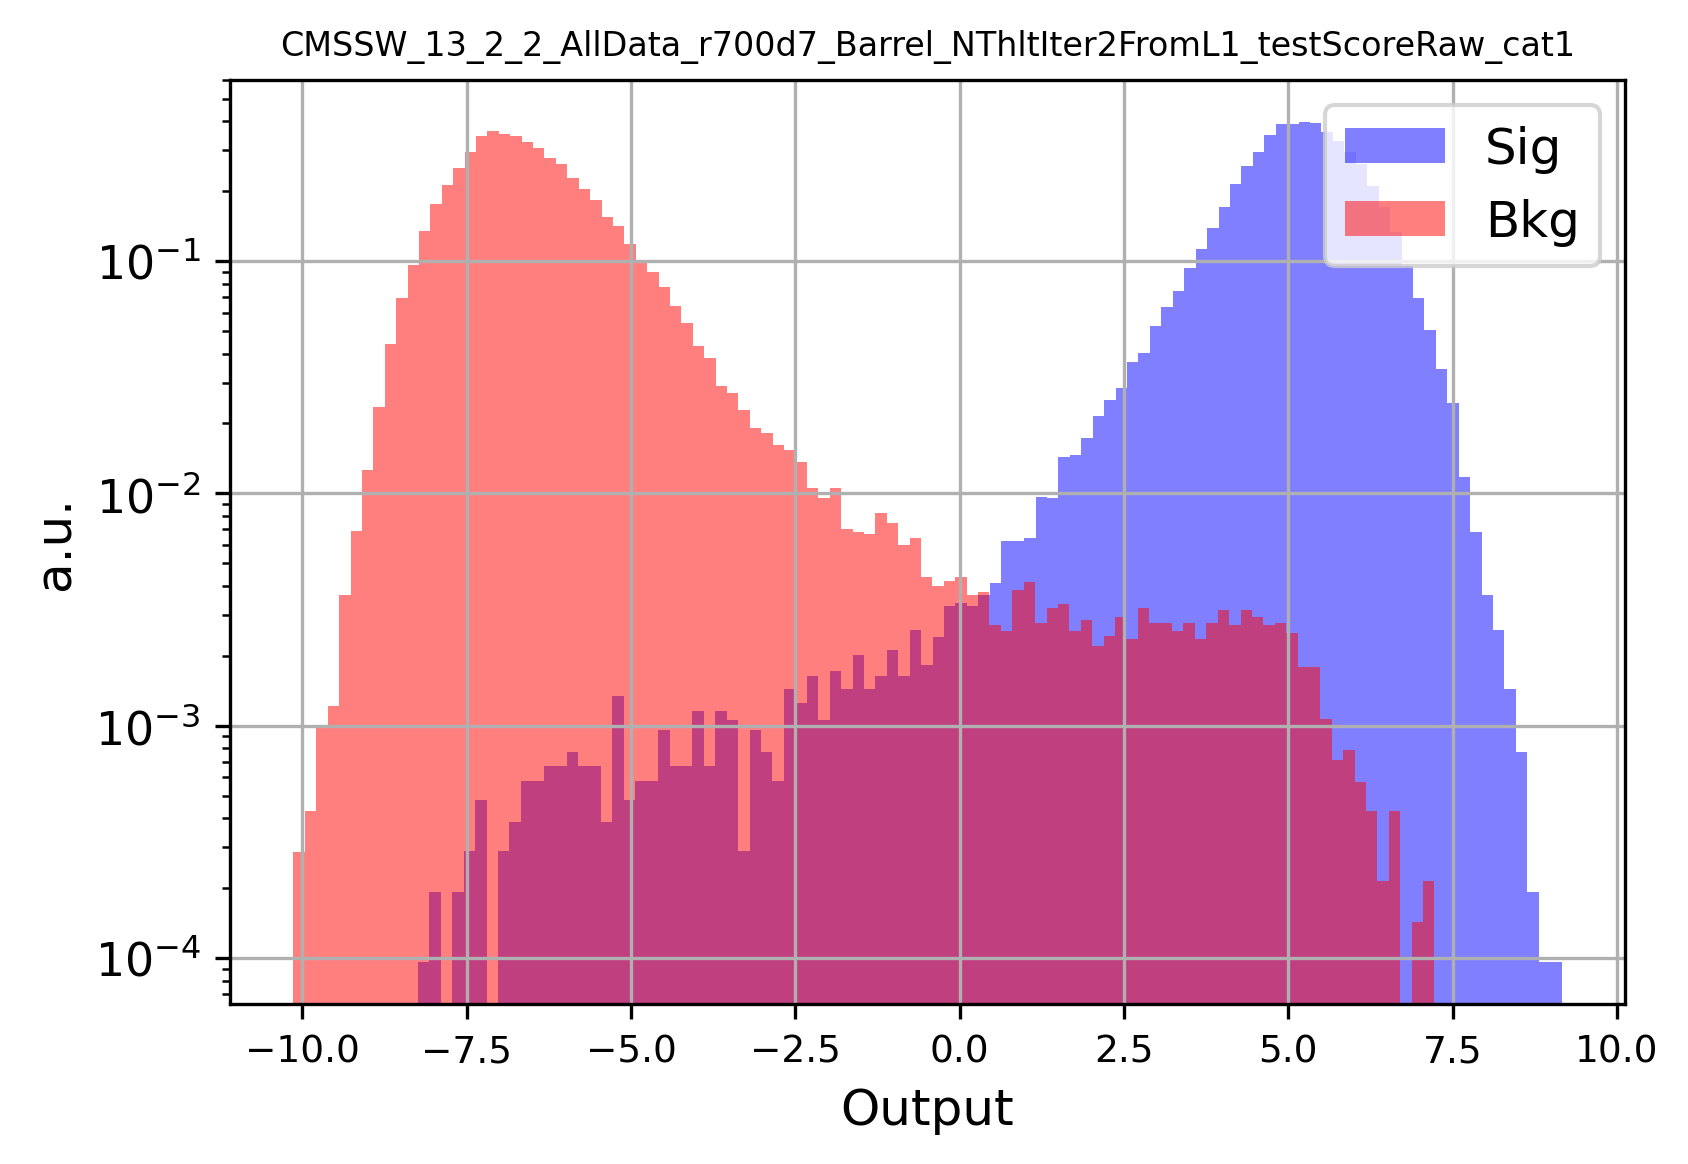 CMSSW_13_2_2_AllData_r700d7_Barrel_NThltIter2FromL1_testScoreRaw_cat1
Sig
Bkg
a.u.
10⁻¹
10⁻²
10⁻³
10⁻⁴
−10.0 −7.5 −5.0 −2.5 0.0 2.5 5.0 7.5 10.0
Output